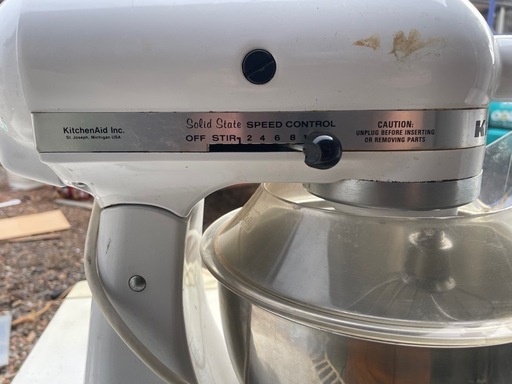 KitchenAid Inc.
St. Joseph, Michigan USA
Solid State SPEED CONTROL
OFF STIR 2 4 6 8 1
CAUTION:
UNPLUG BEFORE INSERTING
OR REMOVING PARTS
K